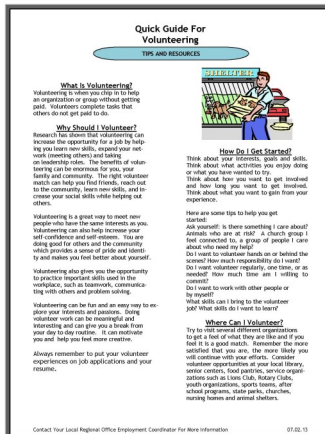 Quick Guide For
Volunteering
TIPS AND RESOURCES
What is Volunteering?
Volunteering is when you chip in to help
an organization or group without getting
paid. Volunteers complete tasks that
others do not get paid to do.
Why Should I Volunteer?
Research has shown that volunteering can
increase the opportunity for a job by help-
ing you learn new skills, expand your net-
work (meeting others) and taking
on leadership roles. The benefits of volun-
teering can be enormous for you, your
family and community. The right volunteer
match can help you find friends, reach out
to the community, learn new skills, and in-
crease your social skills while helping out
others.
Volunteering is a great way to meet new
people who have the same interests as you.
Volunteering can also help increase your
self-confidence and self-esteem. You are
doing good for others and the community
which provides a sense of pride and identi-
ty and makes you feel better about yourself.
Volunteering also gives you the opportunity
to practice important skills used in the
workplace, such as teamwork, communica-
ting with others and problem solving.
Volunteering can be fun and an easy way to ex-
plore your interests and passions. Doing
volunteer work can be meaningful and
interesting and can give you a break from
your day to day routine. It can motivate
you and help you feel more creative.
Always remember to put your volunteer
experiences on job applications and your
resume.
SHELTER
How Do I Get Started?
Think about your interests, goals and skills.
Think about what activities you enjoy doing
or what you have wanted to try.
Think about how you want to get involved
and how long you want to get involved.
Think about what you want to gain from your
experience.
Here are some tips to help you get
started:
Ask yourself: is there something I care about?
Animals who are at risk? A church group I
feel connected to, a group of people I care
about who need my help?
Do I want to volunteer hands on or behind the
scenes? How much responsibility do I want?
Do I want volunteer regularly, one time, or as
needed? How much time am I willing to
commit?
Do I want to work with other people or
by myself?
What skills can I bring to the volunteer
job? What skills do I want to learn?
Where Can I Volunteer?
Try to visit several different organizations
to get a feel of what they are like and if you
feel it is a good match. Remember the more
satisfied that you are, the more likely you
will continue with your efforts. Consider
volunteer opportunities at your local library,
senior centers, food pantries, service organi-
zations such as Lions Club, Rotary Clubs,
youth organizations, sports teams, after
school programs, state parks, churches,
nursing homes and animal shelters.
Contact Your Local Regional Office Employment Coordinator For More Information
07.02.13